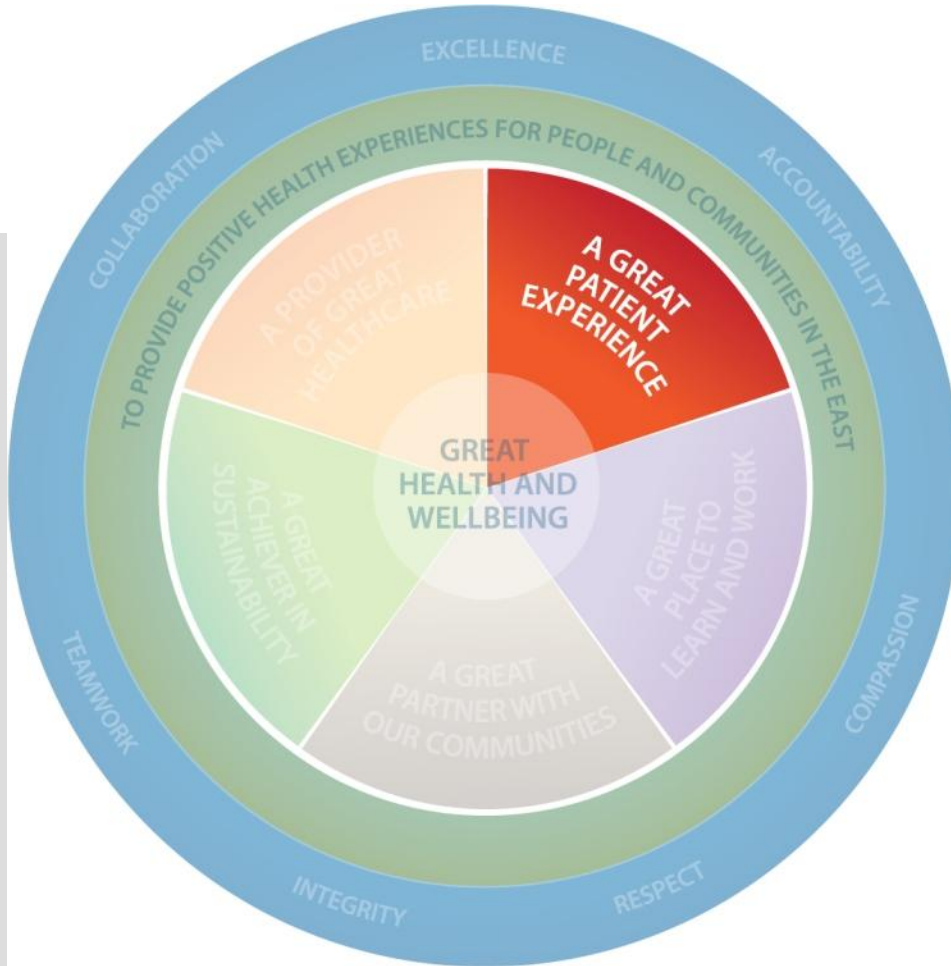 EXCELLENCE
ACCOUNTABILITY
COMPASSION
RESPECT
INTEGRITY
TEAMWORK
COLLABORATION
TO PROVIDE POSITIVE HEALTH EXPERIENCES FOR PEOPLE AND COMMUNITIES IN THE EAST
A GREAT
PATIENT
EXPERIENCE
A GREAT
PLACE TO
LEARN AND WORK
A GREAT
PARTNER WITH
OUR COMMUNITIES
A GREAT
ACHIEVER IN
SUSTAINABILITY
A PROVIDER
OF GREAT
HEALTHCARE
GREAT
HEALTH AND
WELLBEING